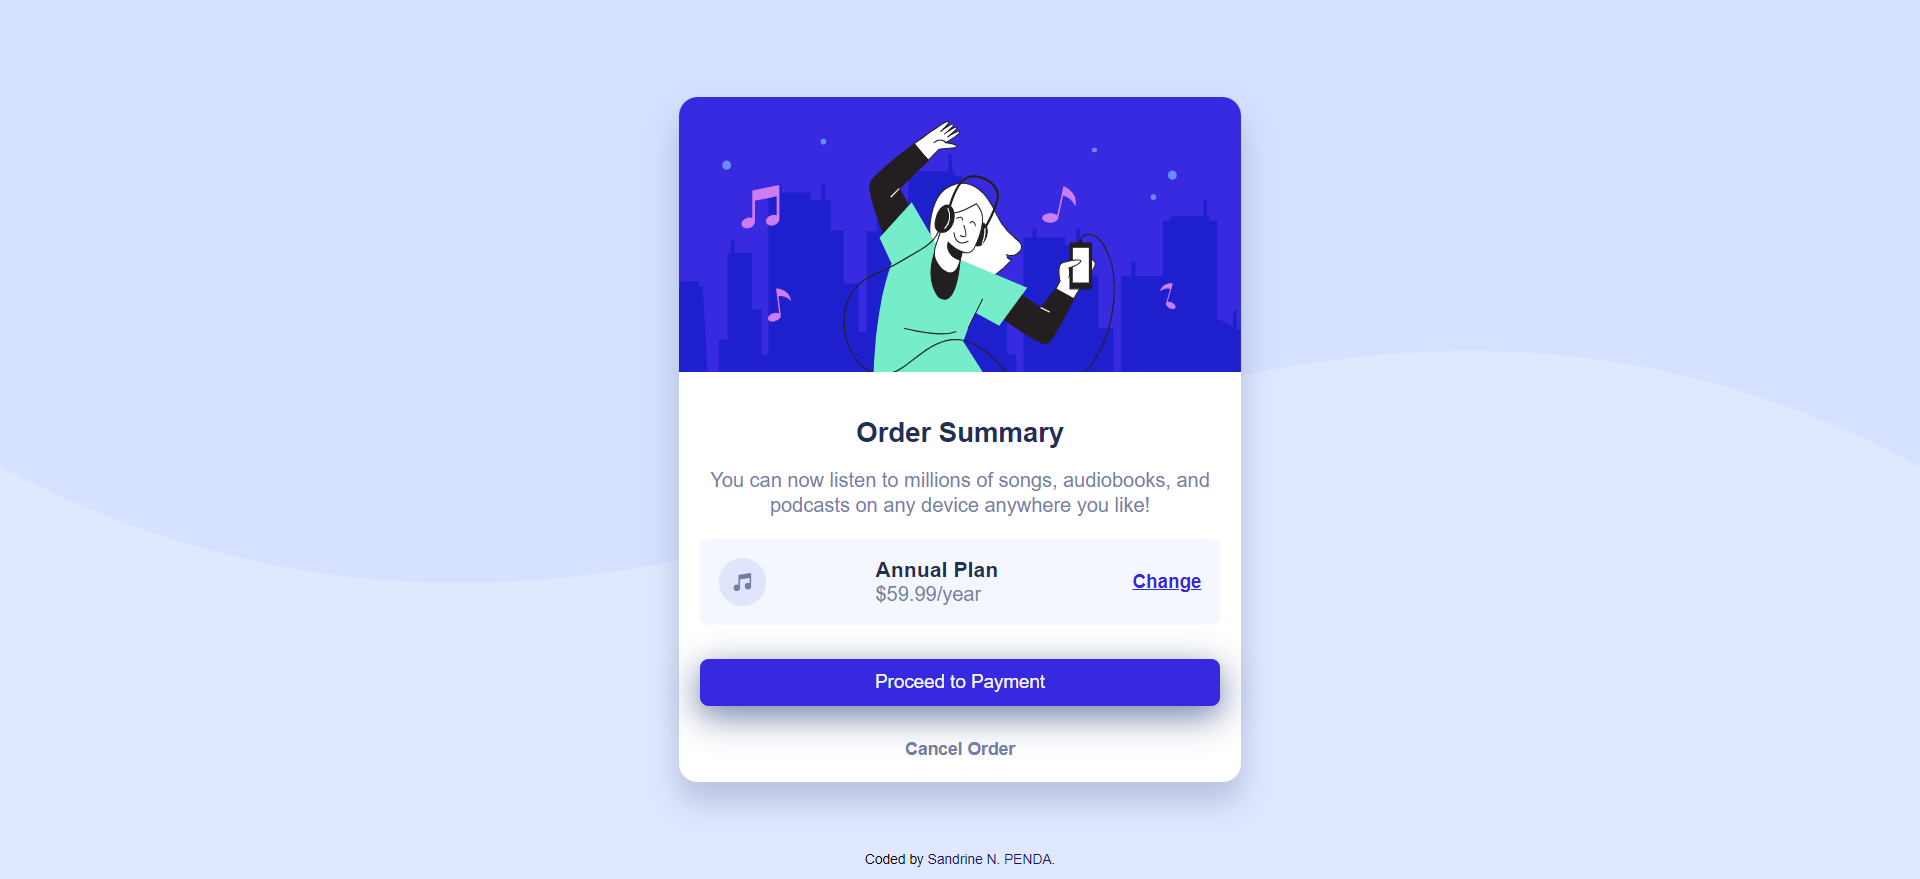 Order Summary
You can now listen to millions of songs, audiobooks, and
podcasts on any device anywhere you like!
Annual Plan
$59.99/year
Change
Proceed to Payment
Cancel Order
Coded by Sandrine N. PENDA.